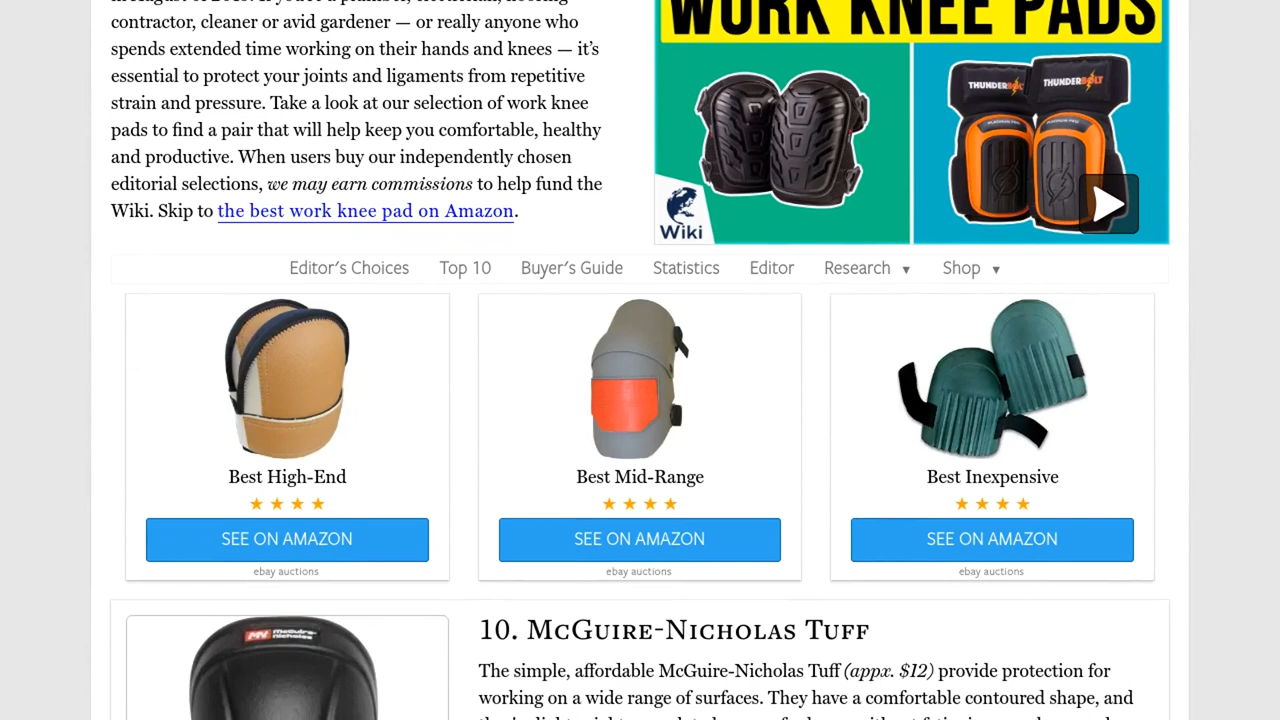 contractor, cleaner or avid gardener — or really anyone who
spends extended time working on their hands and knees — it's
essential to protect your joints and ligaments from repetitive
strain and pressure. Take a look at our selection of work knee
pads to find a pair that will help keep you comfortable, healthy
and productive. When users buy our independently chosen
editorial selections, we may earn commissions to help fund the
Wiki. Skip to the best work knee pad on Amazon.
WORK KNEE PADS
THUNDERBOLT
THUNDERBOLT
Wiki
Editor's Choices Top 10 Buyer's Guide Statistics Editor Research ▼ Shop ▼
Best High-End
SEE ON AMAZON
ebay auctions
Best Mid-Range
SEE ON AMAZON
ebay auctions
Best Inexpensive
SEE ON AMAZON
ebay auctions
McGuire-Nicholas
10. McGuire-Nicholas Tuff
The simple, affordable McGuire-Nicholas Tuff (appx. $12) provide protection for
working on a wide range of surfaces. They have a comfortable contoured shape, and